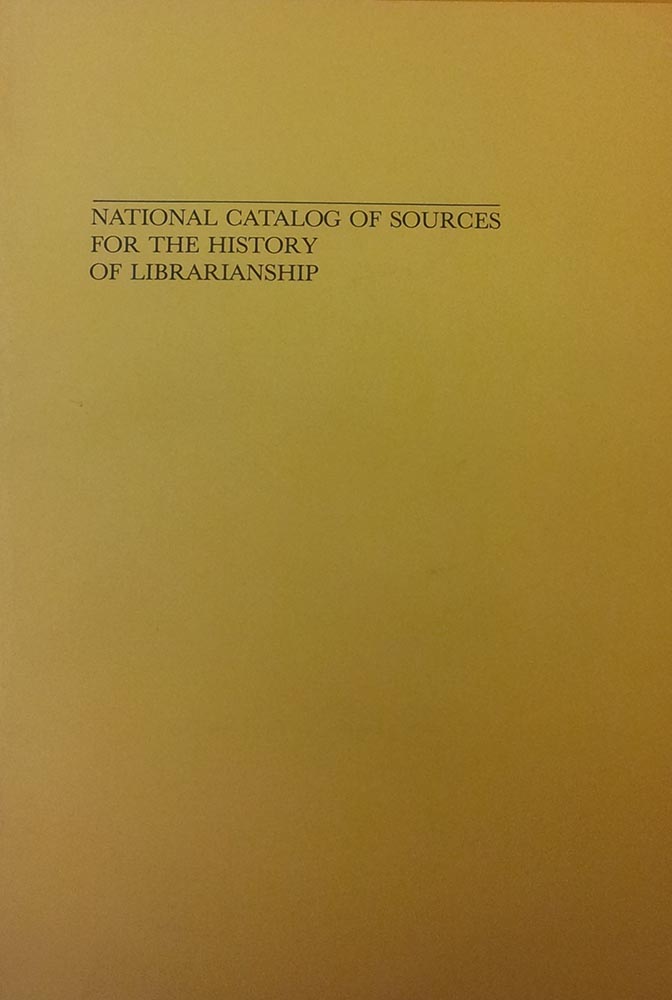 NATIONAL CATALOG OF SOURCES
FOR THE HISTORY
OF LIBRARIANSHIP